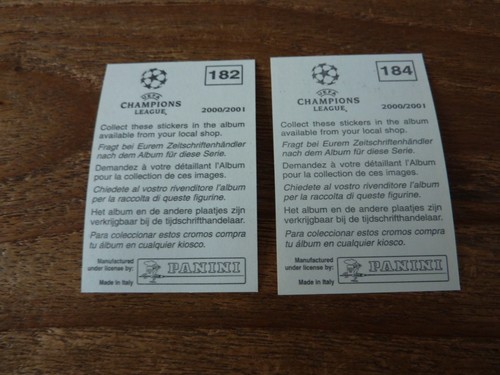 182
UEFA
CHAMPIONS
LEAGUE
2000/2001
Collect these stickers in the album
available from your local shop.
Fragt bei Eurem Zeitschriftenhändler
nach dem Album für diese Serie.
Demandez à votre détaillant l'Album
pour la collection de ces images.
Chiedete al vostro rivenditore l'album
per la raccolta di queste figurine.
Het album en de andere plaatjes zijn
verkrijgbaar bij de tijdschrifthandelaar.
Para coleccionar estos cromos compra
tu álbum en cualquier kiosco.
Manufactured
under license by:
PANINI
Made in Italy
184
UEFA
CHAMPIONS
LEAGUE
2000/2001
Collect these stickers in the album
available from your local shop.
Fragt bei Eurem Zeitschriftenhändler
nach dem Album für diese Serie.
Demandez à votre détaillant l'Album
pour la collection de ces images.
Chiedete al vostro rivenditore l'album
per la raccolta di queste figurine.
Het album en de andere plaatjes zijn
verkrijgbaar bij de tijdschrifthandelaar.
Para coleccionar estos cromos compra
tu álbum en cualquier kiosco.
Manufactured
under license by:
PANINI
Made in Italy